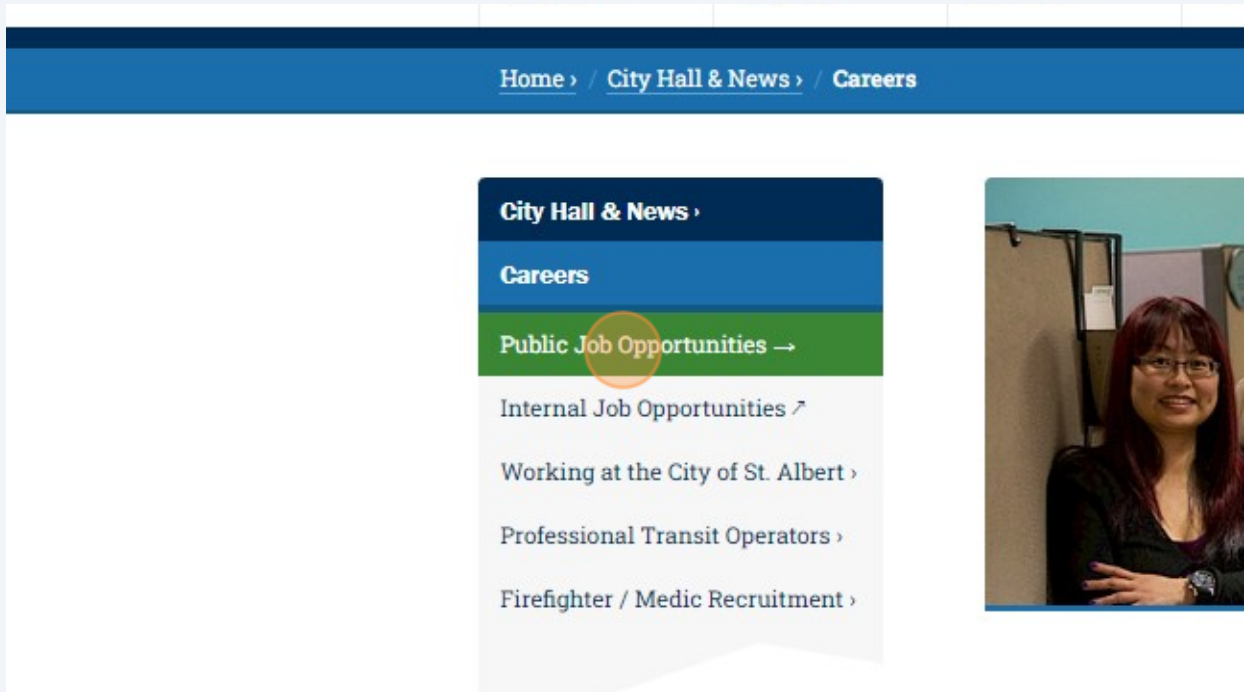 Home › / City Hall & News › / Careers
City Hall & News ›
Careers
Public Job Opportunities →
Internal Job Opportunities ↗
Working at the City of St. Albert ›
Professional Transit Operators ›
Firefighter / Medic Recruitment ›